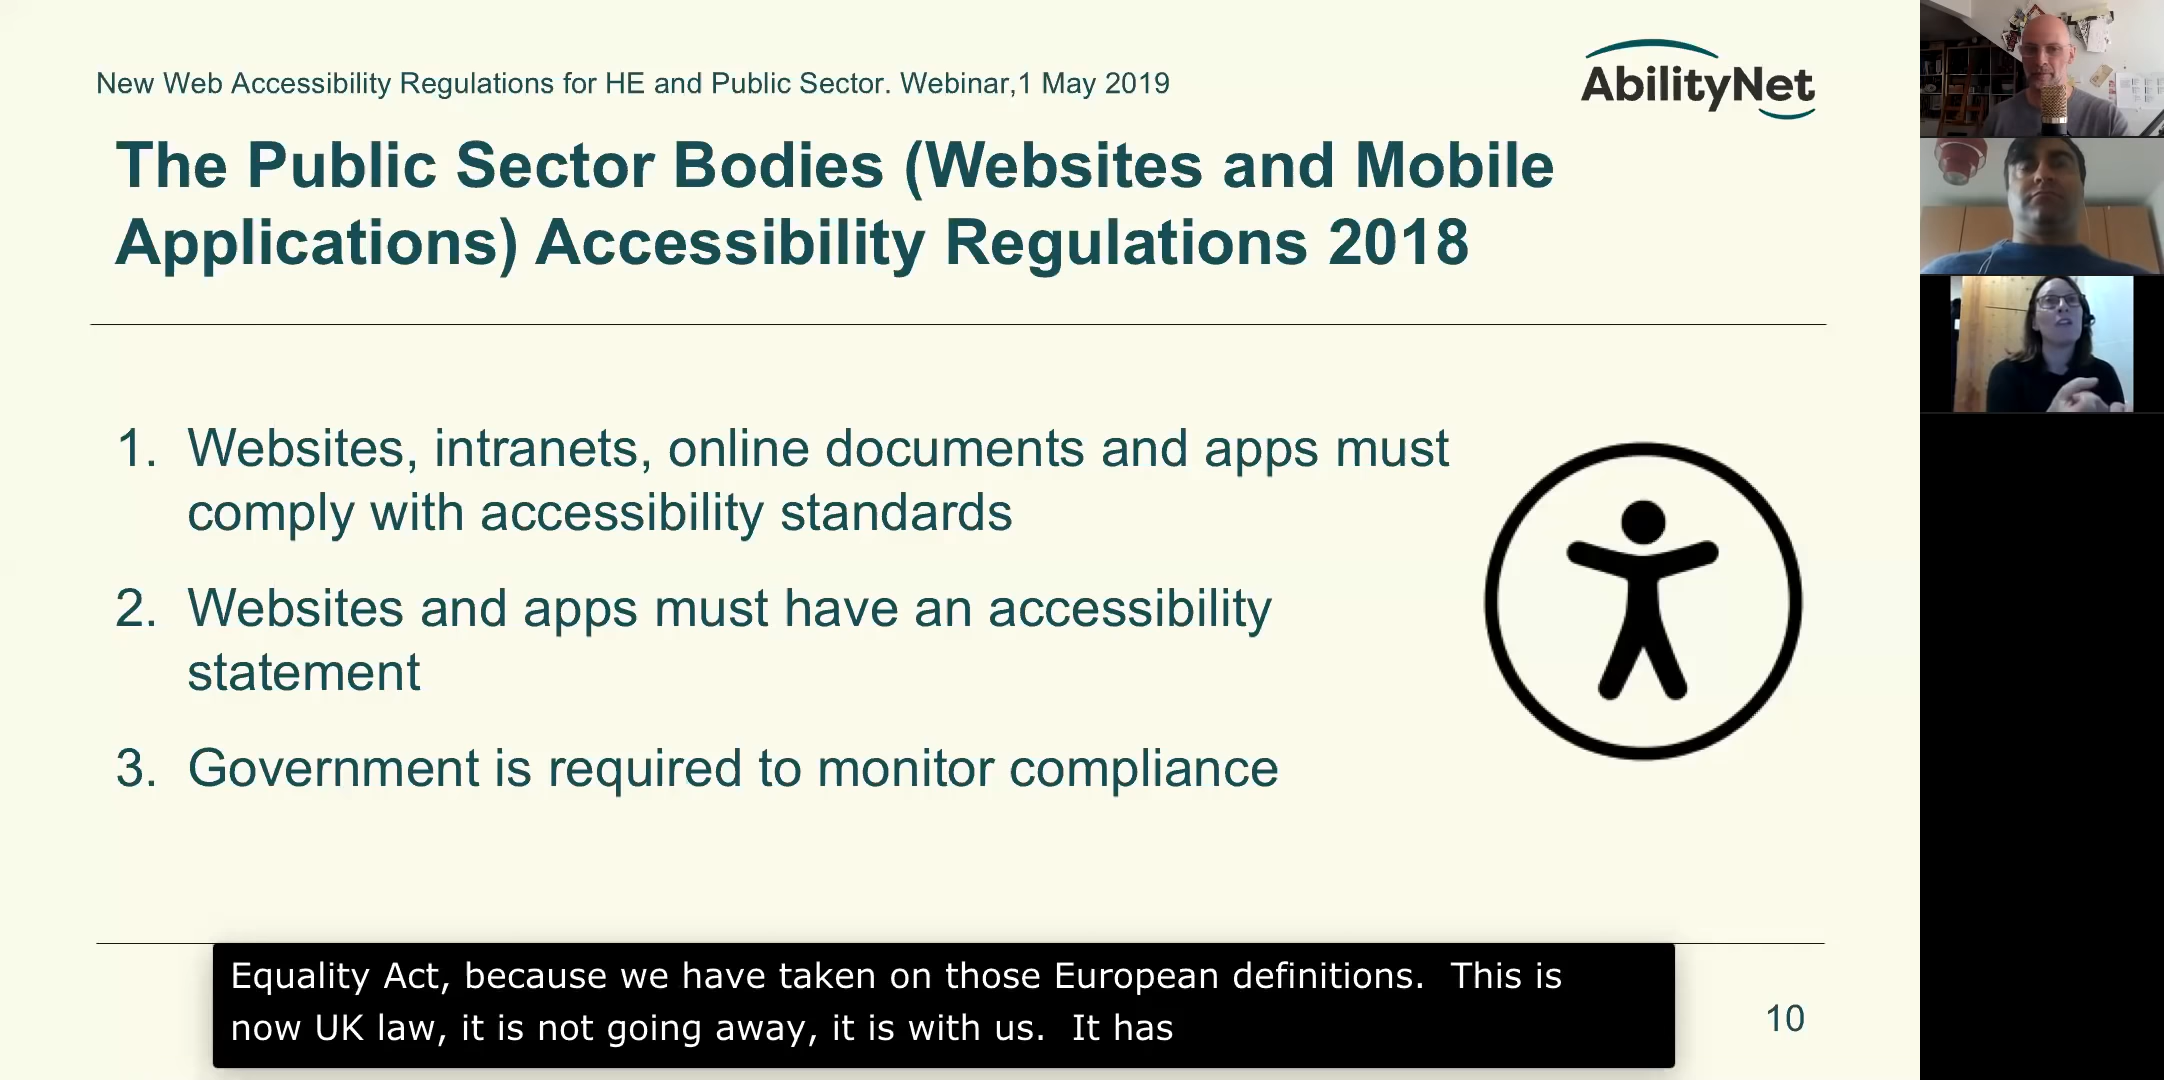 New Web Accessibility Regulations for HE and Public Sector. Webinar,1 May 2019
AbilityNet
The Public Sector Bodies (Websites and Mobile
Applications) Accessibility Regulations 2018
1. Websites, intranets, online documents and apps must
comply with accessibility standards
2. Websites and apps must have an accessibility
statement
3. Government is required to monitor compliance
Equality Act, because we have taken on those European definitions.  This is
now UK law, it is not going away, it is with us.  It has
10